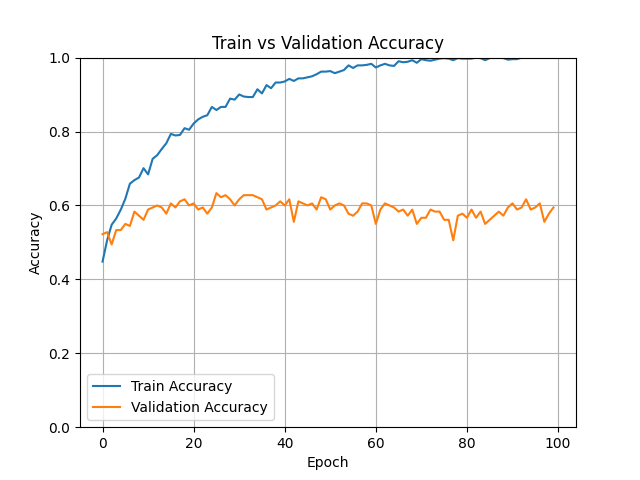 Train vs Validation Accuracy
1.0
0.8
0.6
0.4
0.2
0.0
Accuracy
Train Accuracy
Validation Accuracy
0 20 40 60 80 100
Epoch